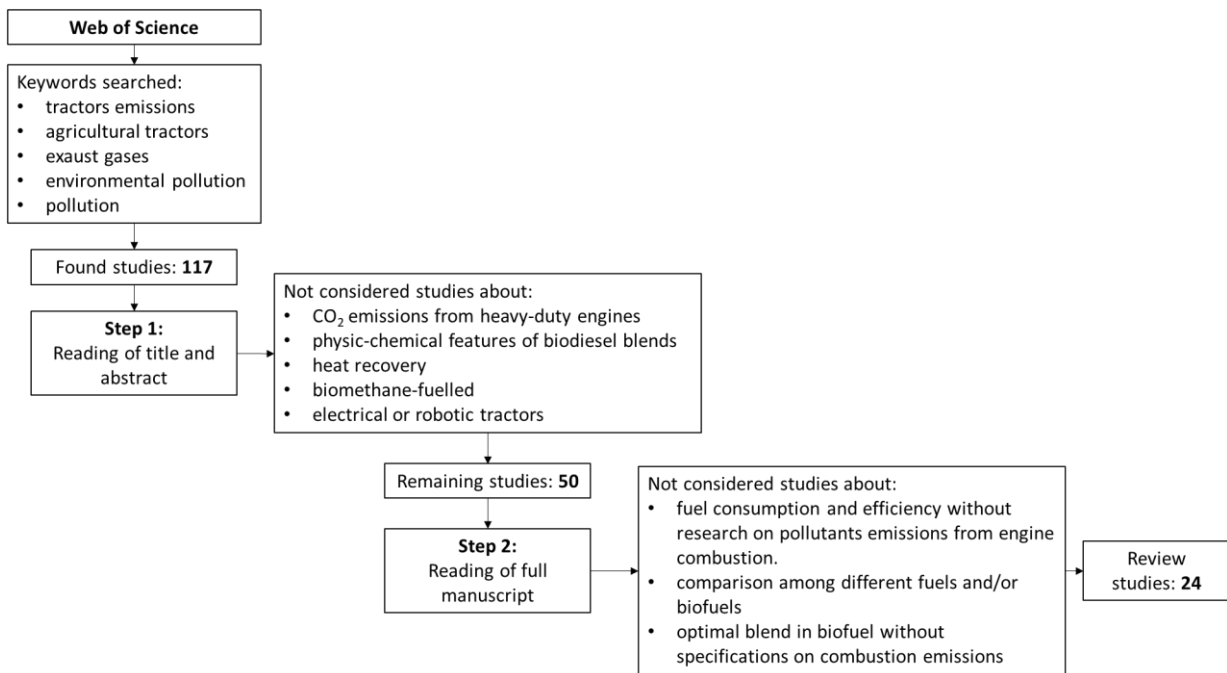 Web of Science
Keywords searched:
• tractors emissions
• agricultural tractors
• exaust gases
• environmental pollution
• pollution
Found studies: 117
Step 1:
Reading of title and
abstract
Not considered studies about:
• CO₂ emissions from heavy-duty engines
• physic-chemical features of biodiesel blends
• heat recovery
• biomethane-fuelled
• electrical or robotic tractors
Remaining studies: 50
Step 2:
Reading of full
manuscript
Not considered studies about:
• fuel consumption and efficiency without
research on pollutants emissions from engine
combustion.
• comparison among different fuels and/or
biofuels
• optimal blend in biofuel without
specifications on combustion emissions
Review
studies: 24